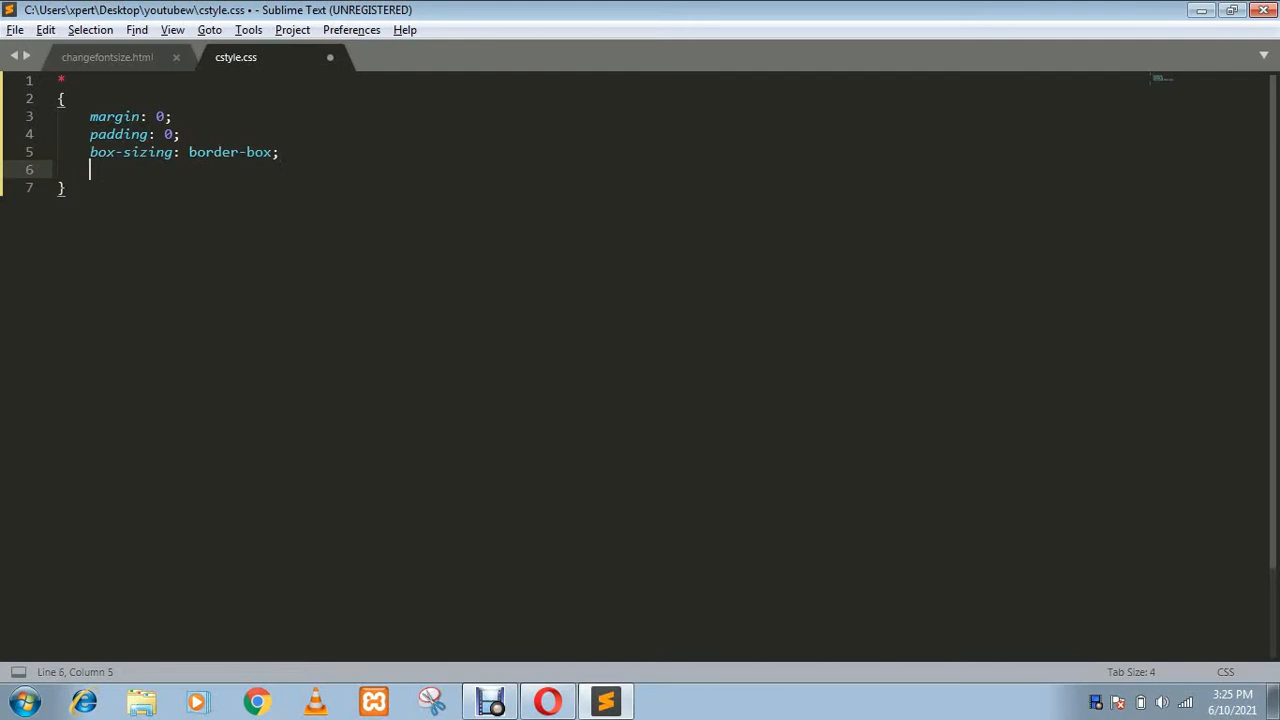 C:\Users\xpert\Desktop\youtubew\cstyle.css • - Sublime Text (UNREGISTERED)
File Edit Selection Find View Goto Tools Project Preferences Help
changefontsize.html cstyle.css
1 *
2 {
3 margin: 0;
4 padding: 0;
5 box-sizing: border-box;
6
7 }
Line 6, Column 5 Tab Size: 4 CSS
3:25 PM
6/10/2021